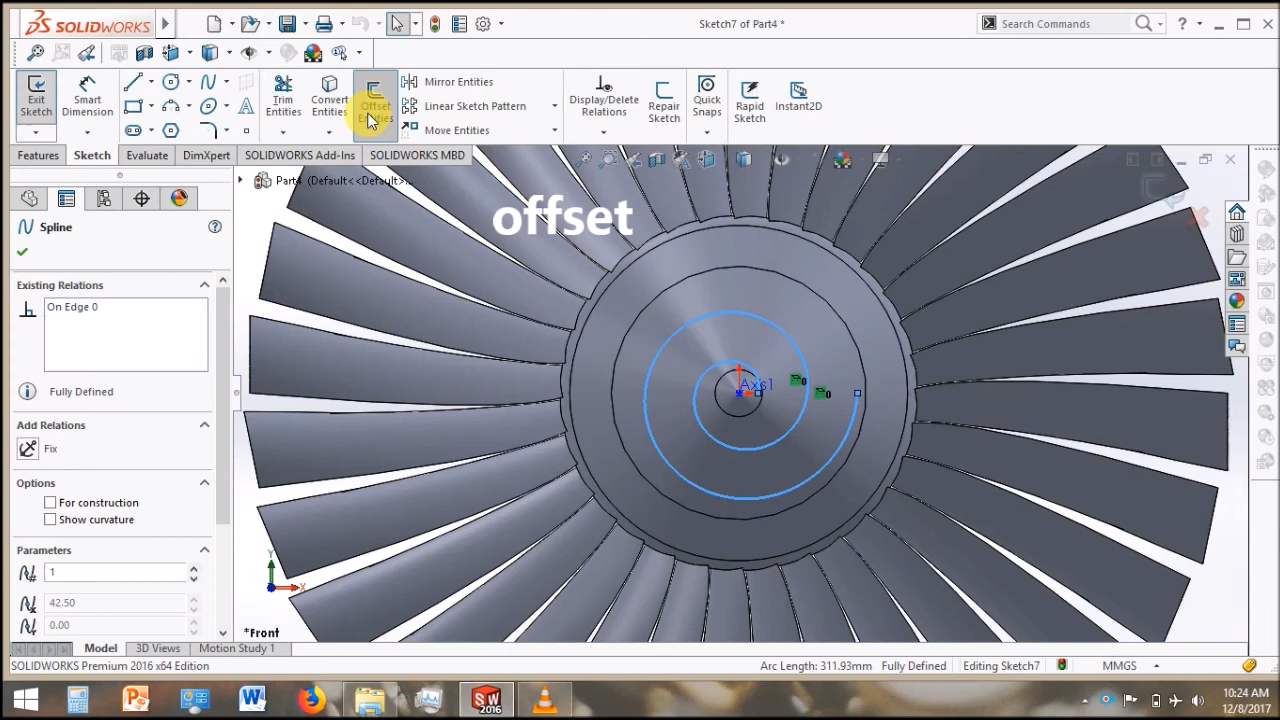 SOLIDWORKS
Sketch7 of Part4 *
Search Commands
?
Exit Sketch
Smart Dimension
Trim Entities
Convert Entities
Offset Entities
Mirror Entities
Linear Sketch Pattern
Move Entities
Display/Delete Relations
Repair Sketch
Quick Snaps
Rapid Sketch
Instant2D
Features
Sketch
Evaluate
DimXpert
SOLIDWORKS Add-Ins
SOLIDWORKS MBD
Part4 (Default<<Default>...
offset
Spline
Existing Relations
On Edge 0
Fully Defined
Add Relations
Fix
Options
For construction
Show curvature
Parameters
1
42.50
0.00
Axis1
0
0
Y
X
*Front
Model
3D Views
Motion Study 1
SOLIDWORKS Premium 2016 x64 Edition
Arc Length: 311.93mm
Fully Defined
Editing Sketch7
MMGS
SW 2016
10:24 AM
12/8/2017